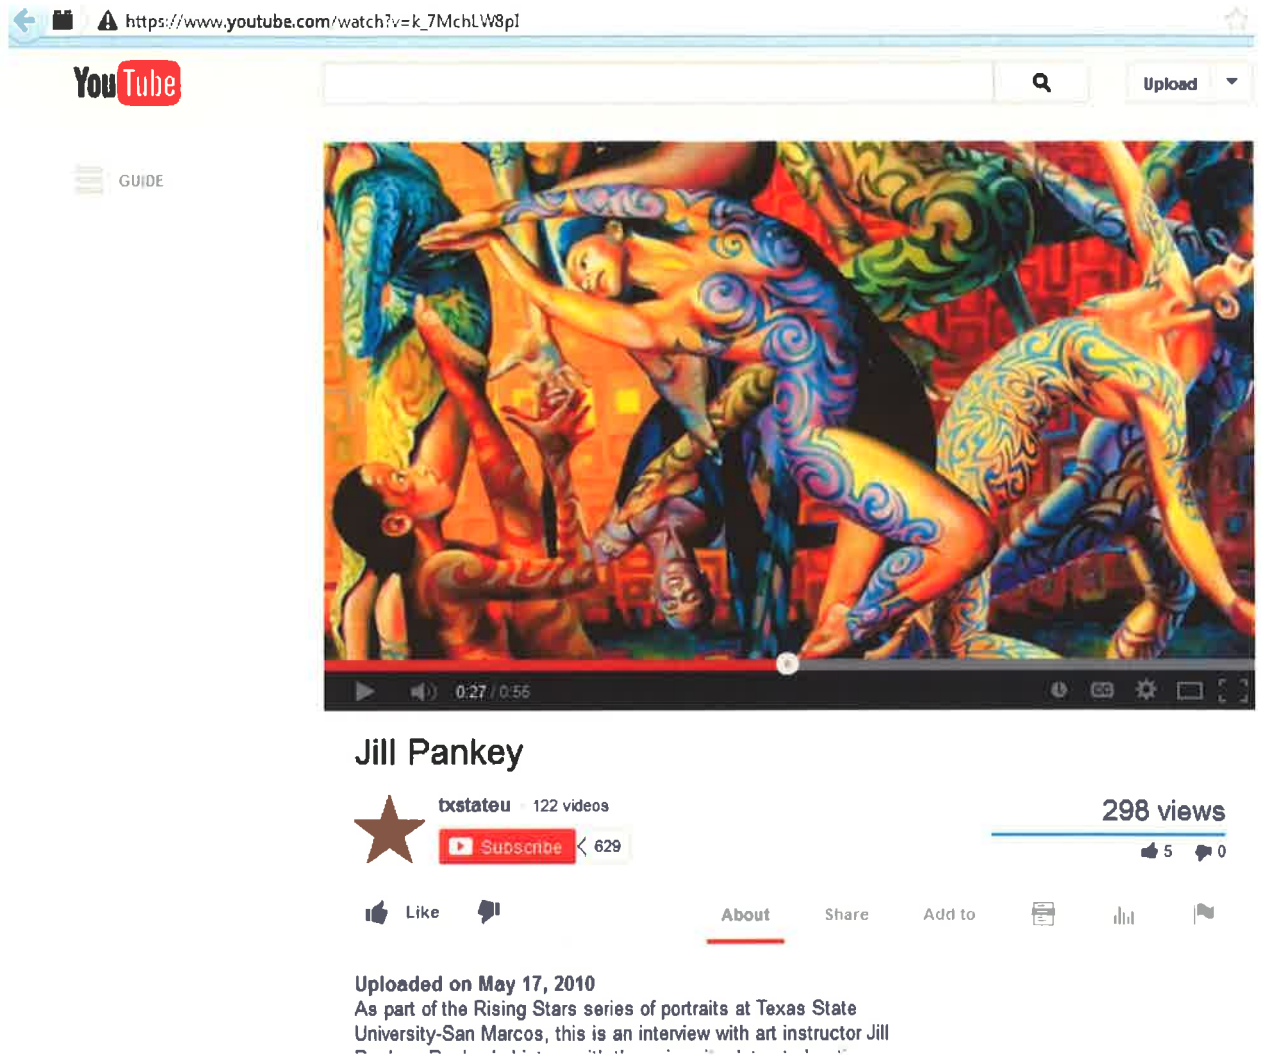 https://www.youtube.com/watch?v=k_7MchLW8pI
YouTube
Upload
GUIDE
0:27 / 0:55
CC
Jill Pankey
txstateu 122 videos
298 views
Subscribe 629
5 0
Like
About Share Add to
Uploaded on May 17, 2010
As part of the Rising Stars series of portraits at Texas State
University-San Marcos, this is an interview with art instructor Jill